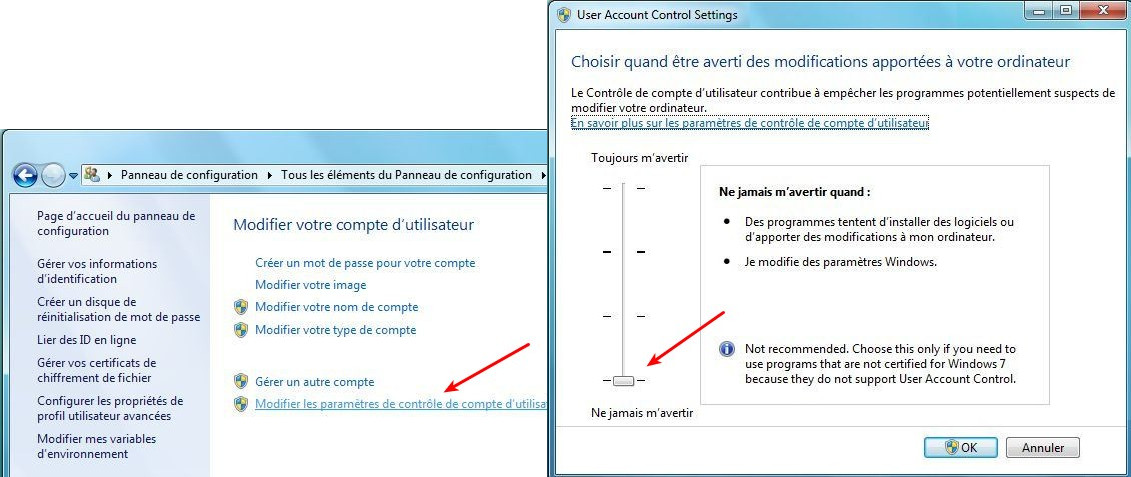 Panneau de configuration
Tous les éléments du Panneau de configuration
Page d'accueil du panneau de
configuration
Gérer vos informations
d'identification
Créer un disque de
réinitialisation de mot de passe
Lier des ID en ligne
Gérer vos certificats de
chiffrement de fichier
Configurer les propriétés de
profil utilisateur avancées
Modifier mes variables
d'environnement
Modifier votre compte d'utilisateur
Créer un mot de passe pour votre compte
Modifier votre image
Modifier votre nom de compte
Modifier votre type de compte
Gérer un autre compte
Modifier les paramètres de contrôle de compte d'utilisa
User Account Control Settings
Choisir quand être averti des modifications apportées à votre ordinateur
Le Contrôle de compte d'utilisateur contribue à empêcher les programmes potentiellement suspects de
modifier votre ordinateur.
En savoir plus sur les paramètres de contrôle de compte d'utilisateur
Toujours m'avertir
Ne jamais m'avertir quand :
• Des programmes tentent d'installer des logiciels ou
d'apporter des modifications à mon ordinateur.
• Je modifie des paramètres Windows.
Not recommended. Choose this only if you need to
use programs that are not certified for Windows 7
because they do not support User Account Control.
Ne jamais m'avertir
OK
Annuler